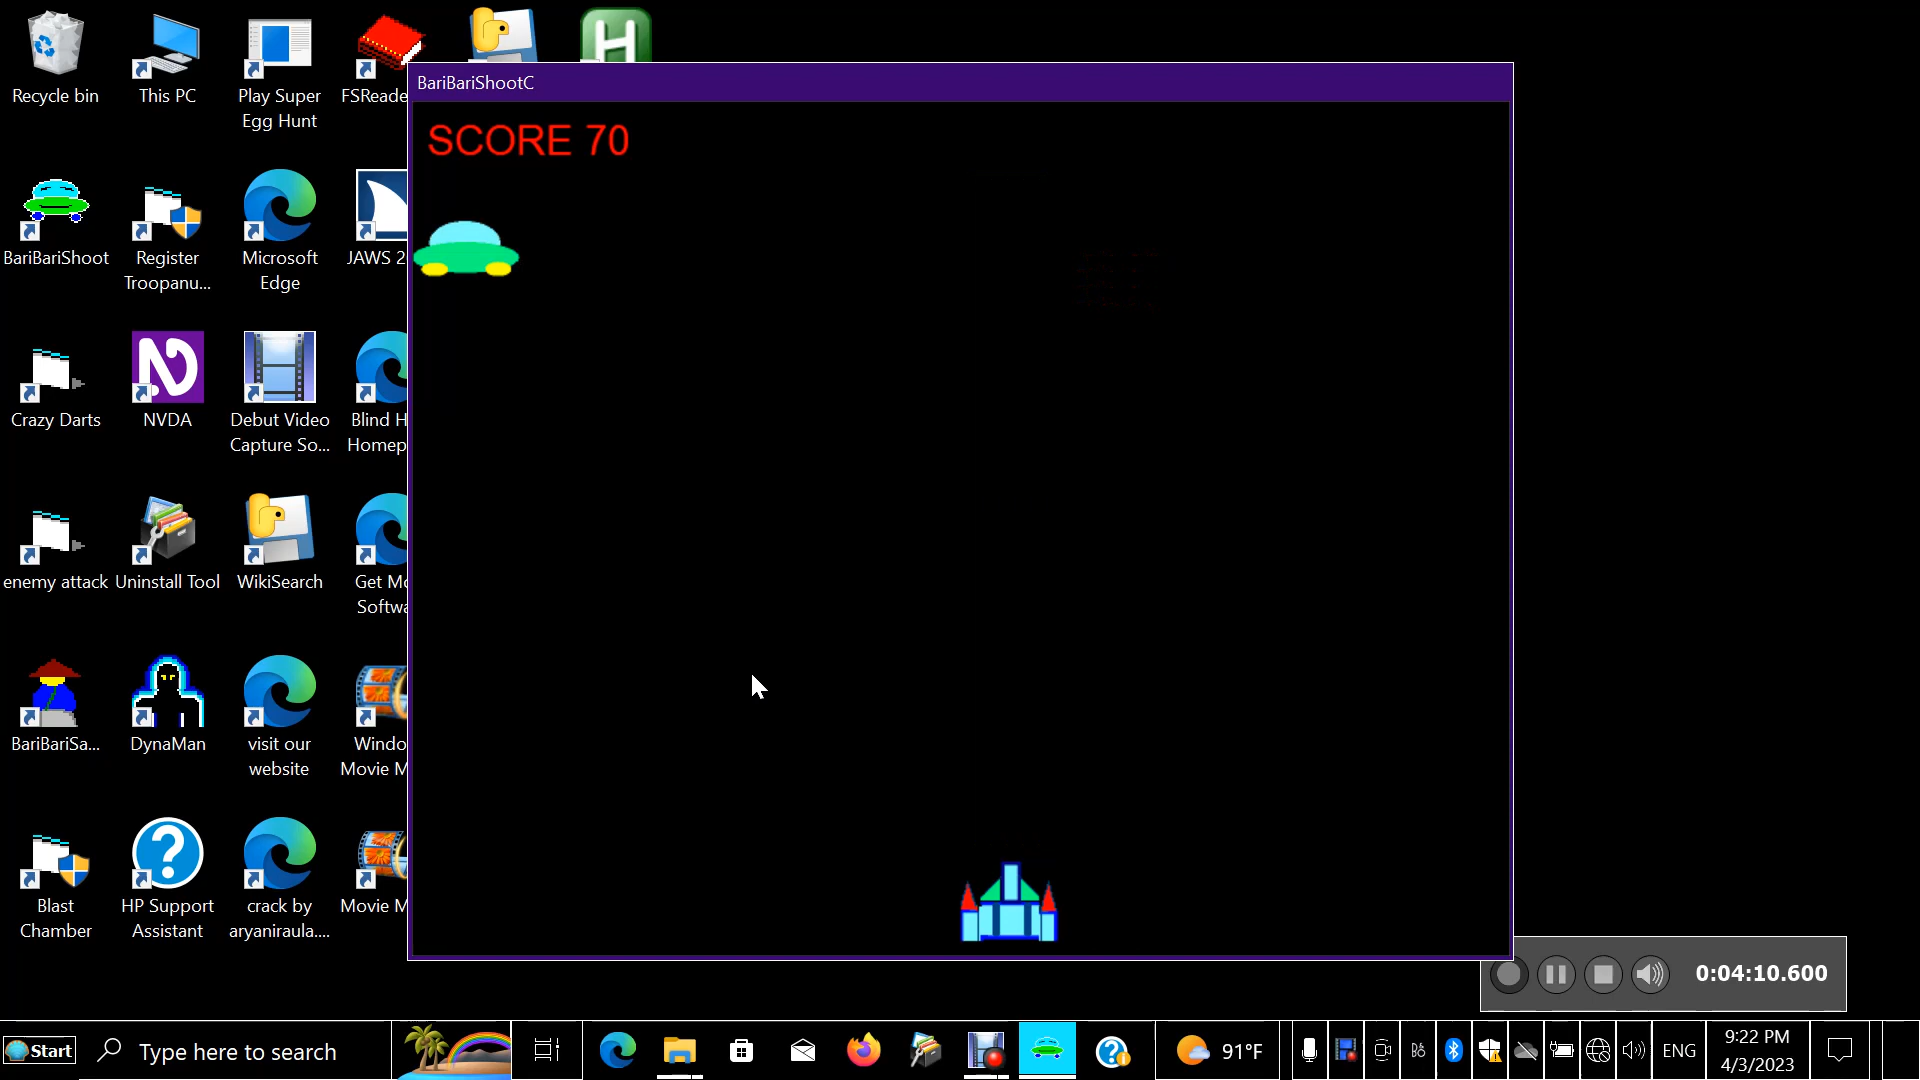 Recycle bin
This PC
Play Super
Egg Hunt
FSReade
BariBariShootC
SCORE 70
BariBariShoot
Register
Troopanu...
Microsoft
Edge
JAWS 2
Crazy Darts
NVDA
Debut Video
Capture So...
Blind H
Homep
enemy attack
Uninstall Tool
WikiSearch
Get Mo
Softwa
BariBariSa...
DynaMan
visit our
website
Windo
Movie M
Blast
Chamber
HP Support
Assistant
crack by
aryaniraula....
Movie M
0:04:10.600
Start
Type here to search
91°F
ENG
9:22 PM
4/3/2023